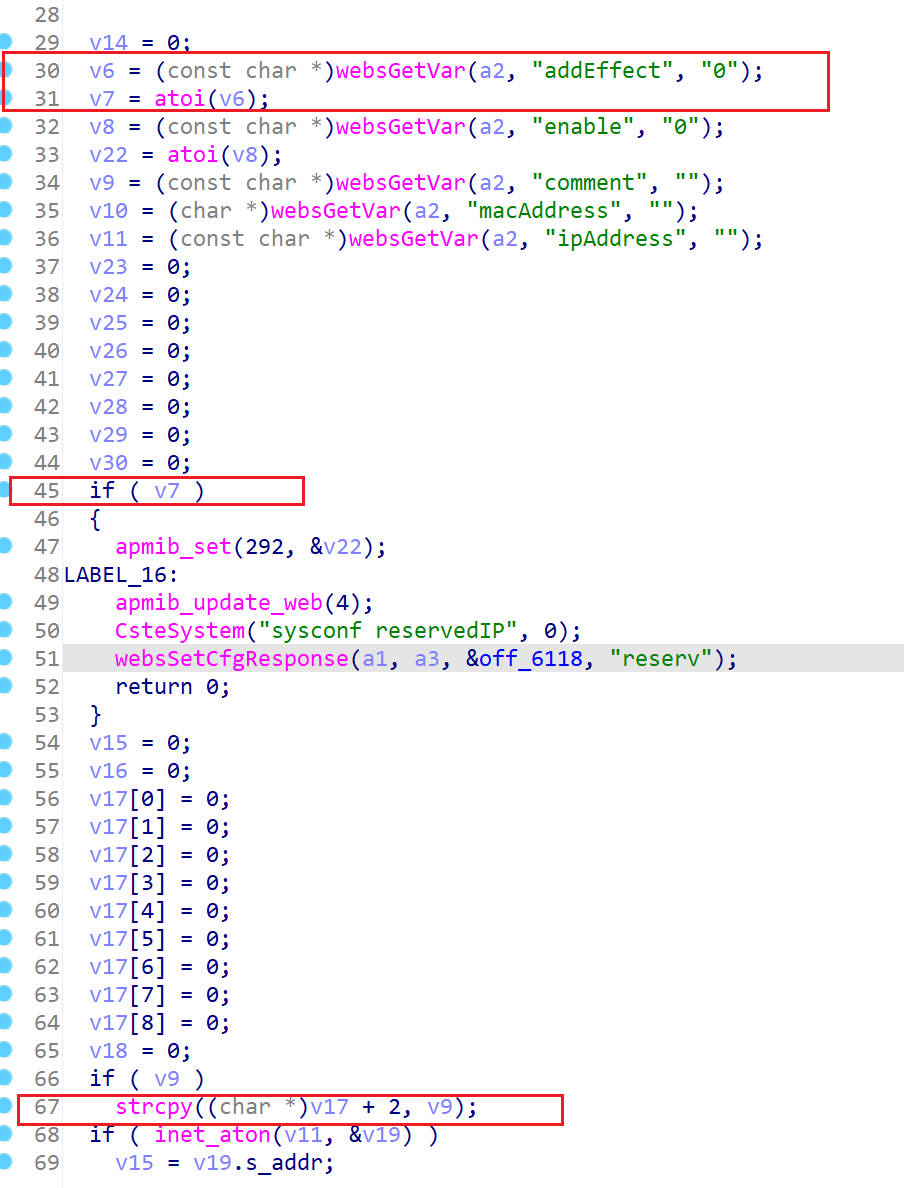 28
29 v14 = 0;
30 v6 = (const char *)websGetVar(a2, "addEffect", "0");
31 v7 = atoi(v6);
32 v8 = (const char *)websGetVar(a2, "enable", "0");
33 v22 = atoi(v8);
34 v9 = (const char *)websGetVar(a2, "comment", "");
35 v10 = (char *)websGetVar(a2, "macAddress", "");
36 v11 = (const char *)websGetVar(a2, "ipAddress", "");
37 v23 = 0;
38 v24 = 0;
39 v25 = 0;
40 v26 = 0;
41 v27 = 0;
42 v28 = 0;
43 v29 = 0;
44 v30 = 0;
45 if ( v7 )
46 {
47 apmib_set(292, &v22);
48 LABEL_16:
49 apmib_update_web(4);
50 CsteSystem("sysconf reservedIP", 0);
51 websSetCfgResponse(a1, a3, &off_6118, "reserv");
52 return 0;
53 }
54 v15 = 0;
55 v16 = 0;
56 v17[0] = 0;
57 v17[1] = 0;
58 v17[2] = 0;
59 v17[3] = 0;
60 v17[4] = 0;
61 v17[5] = 0;
62 v17[6] = 0;
63 v17[7] = 0;
64 v17[8] = 0;
65 v18 = 0;
66 if ( v9 )
67 strcpy((char *)v17 + 2, v9);
68 if ( inet_aton(v11, &v19) )
69 v15 = v19.s_addr;